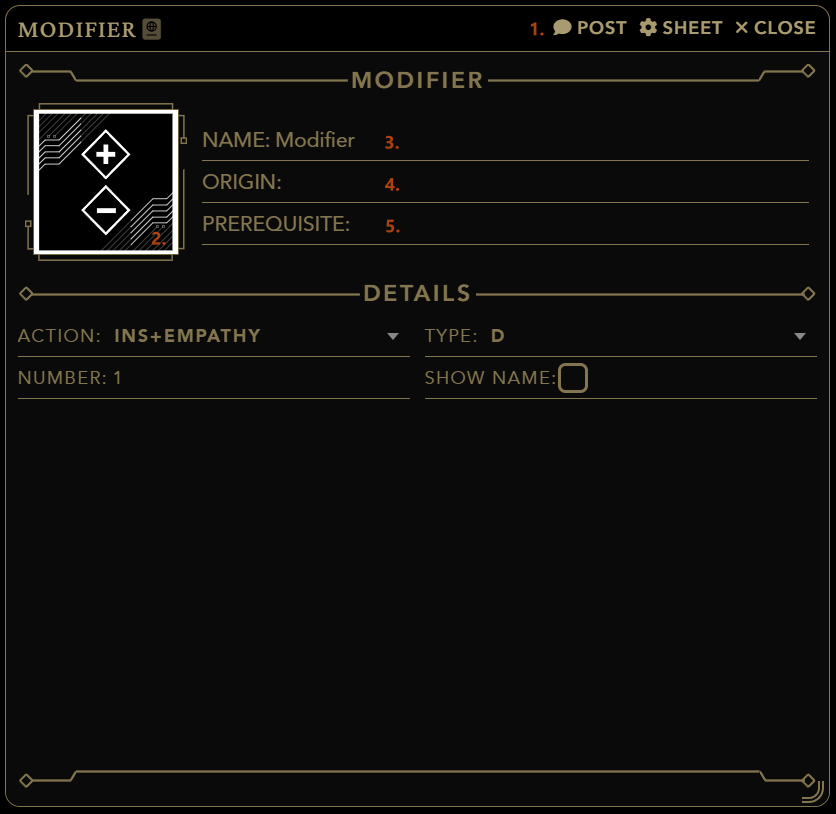 MODIFIER 1. POST SHEET × CLOSE
MODIFIER
NAME: Modifier 3.
ORIGIN: 4.
2. PREREQUISITE: 5.
DETAILS
ACTION: INS+EMPATHY TYPE: D
NUMBER: 1 SHOW NAME: